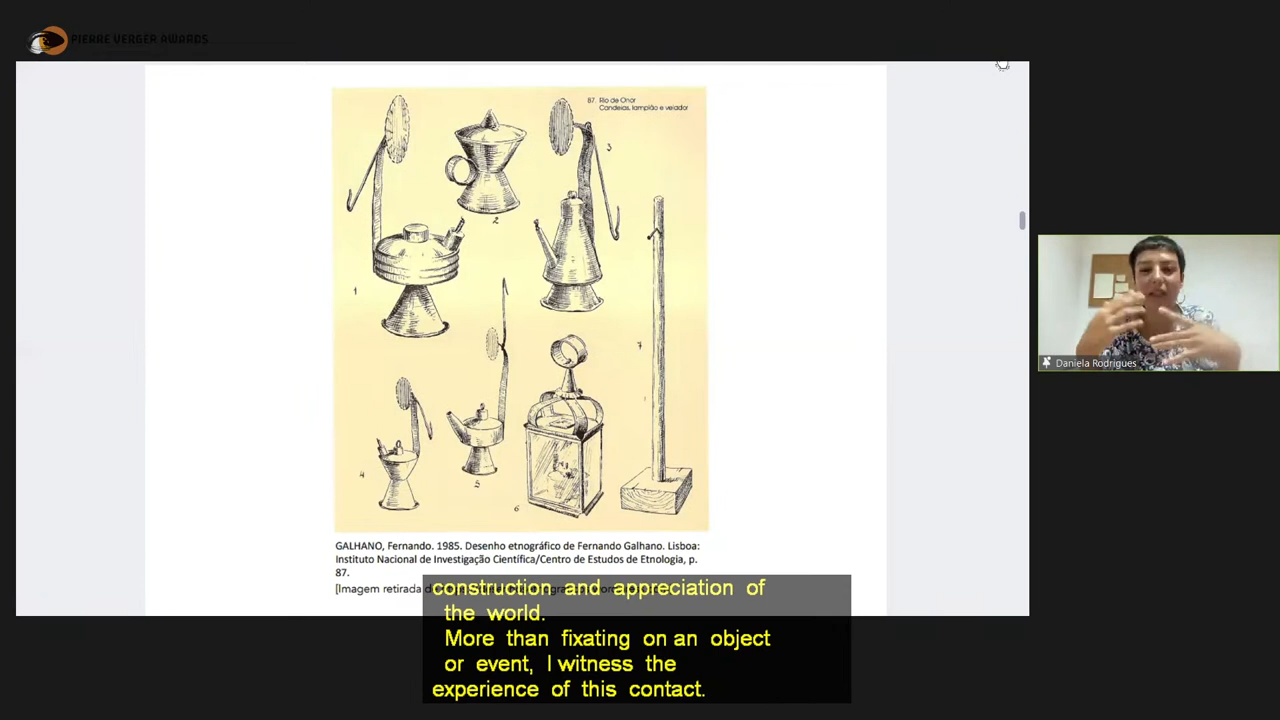 PIERRE VERGER AWARDS
87. Rio de Onor
Candeias, lampião e velador
1
2
3
4
5
6
7
GALHANO, Fernando. 1985. Desenho etnográfico de Fernando Galhano. Lisboa:
Instituto Nacional de Investigação Científica/Centro de Estudos de Etnologia, p.
87.
[Imagem retirada
construction and appreciation of
the world.
More than fixating on an object
or event, I witness the
experience of this contact.
Daniela Rodrigues